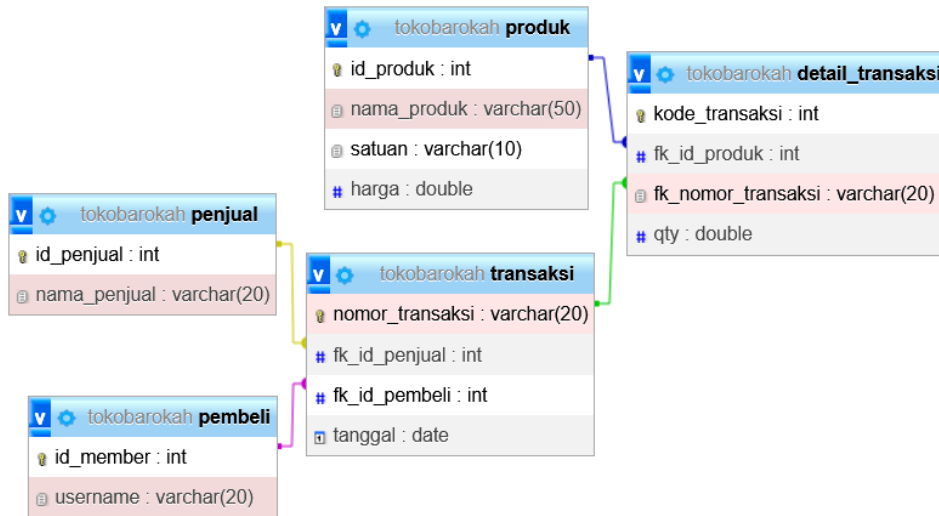 tokobarokah produk
id_produk : int
nama_produk : varchar(50)
satuan : varchar(10)
# harga : double
tokobarokah detail_transaksi
kode_transaksi : int
# fk_id_produk : int
fk_nomor_transaksi : varchar(20)
# qty : double
tokobarokah penjual
id_penjual : int
nama_penjual : varchar(20)
tokobarokah transaksi
nomor_transaksi : varchar(20)
# fk_id_penjual : int
# fk_id_pembeli : int
tanggal : date
tokobarokah pembeli
id_member : int
username : varchar(20)